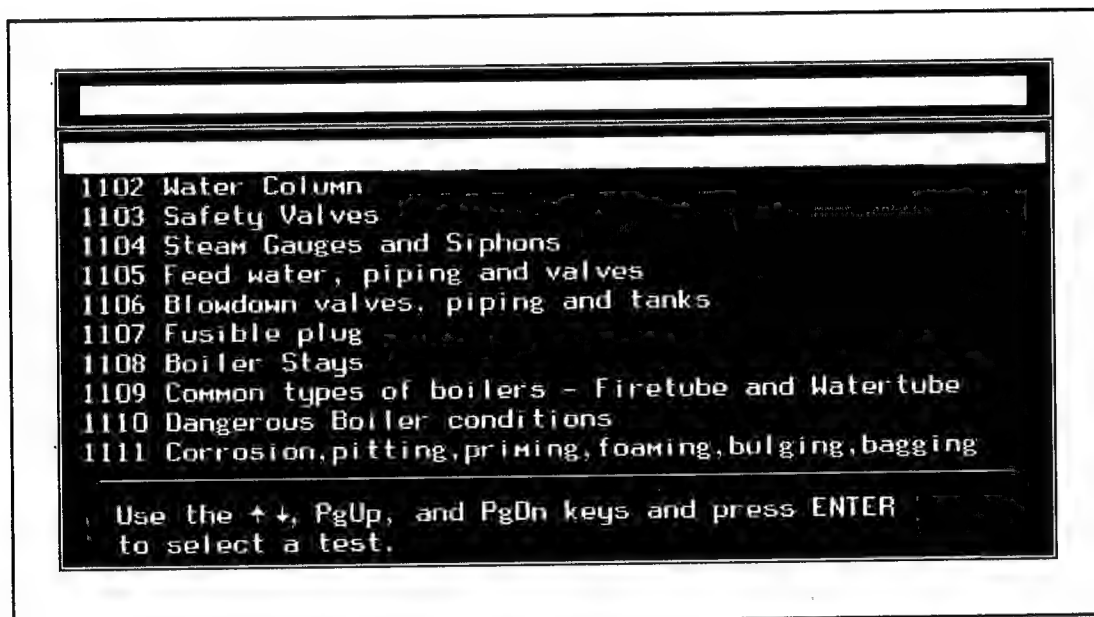 1102 Water Column
1103 Safety Valves
1104 Steam Gauges and Siphons
1105 Feed water, piping and valves
1106 Blowdown valves, piping and tanks
1107 Fusible plug
1108 Boiler Stays
1109 Common types of boilers - Firetube and Watertube
1110 Dangerous Boiler conditions
1111 Corrosion,pitting,priming,foaming,bulging,bagging
Use the ↑↓, PgUp, and PgDn keys and press ENTER
to select a test.